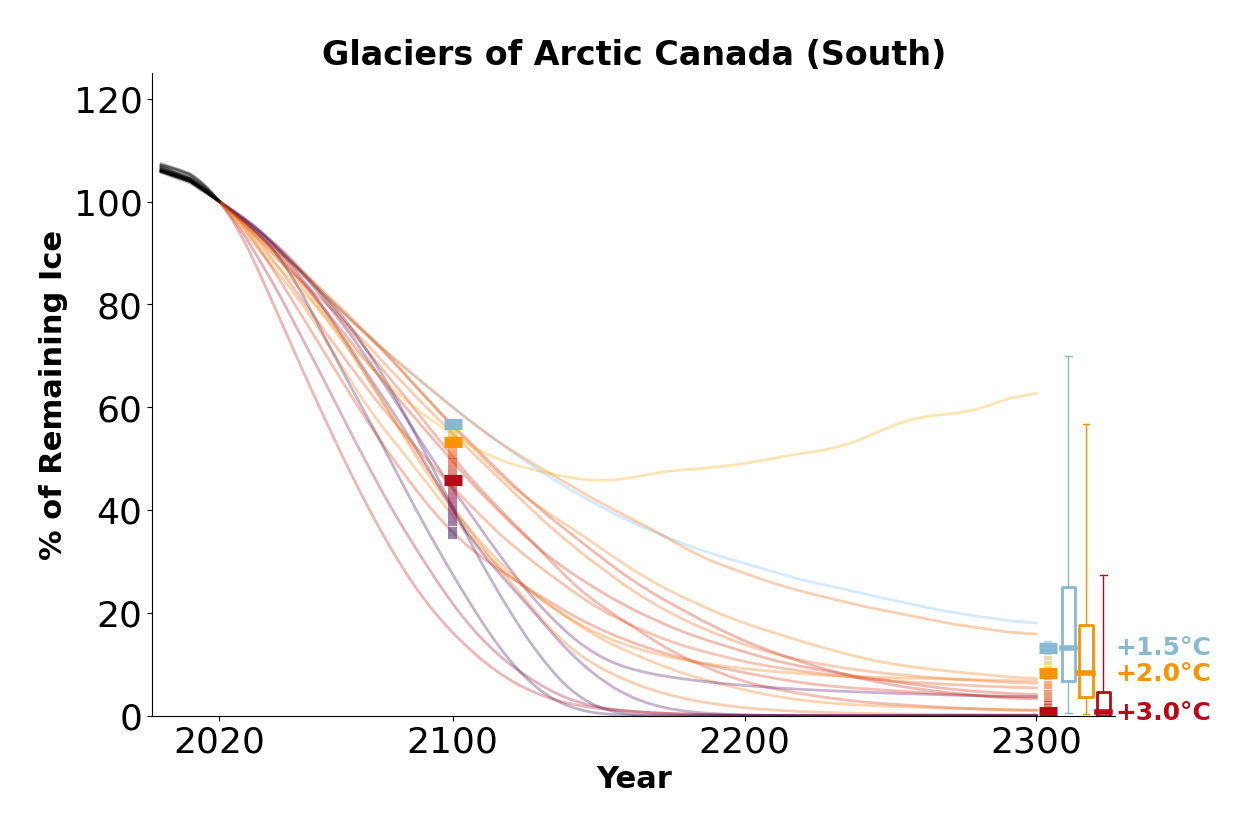 Glaciers of Arctic Canada (South)
% of Remaining Ice
120
100
80
60
40
20
0
2020
2100
2200
2300
Year
+1.5°C
+2.0°C
+3.0°C